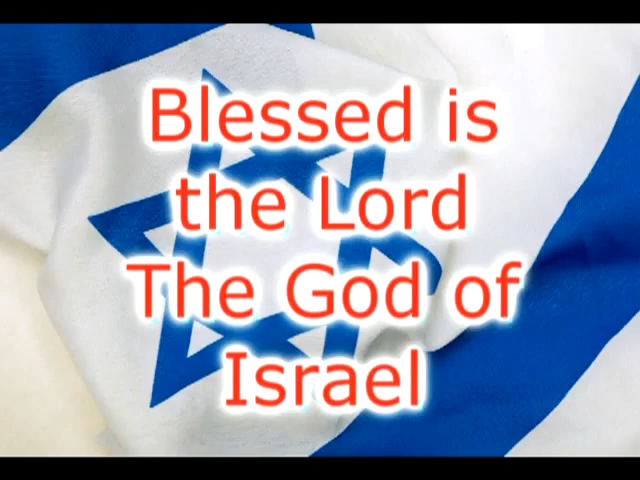 Blessed is
the Lord
The God of
Israel